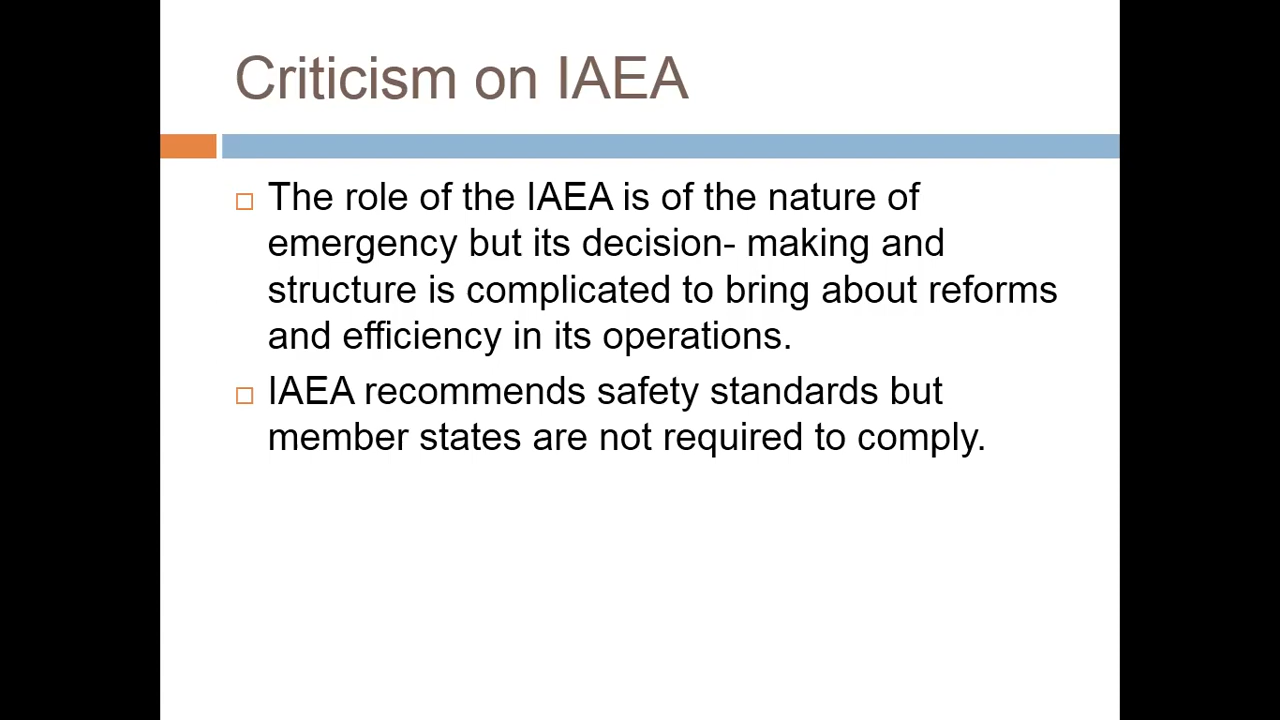 Criticism on IAEA
The role of the IAEA is of the nature of
emergency but its decision- making and
structure is complicated to bring about reforms
and efficiency in its operations.
IAEA recommends safety standards but
member states are not required to comply.